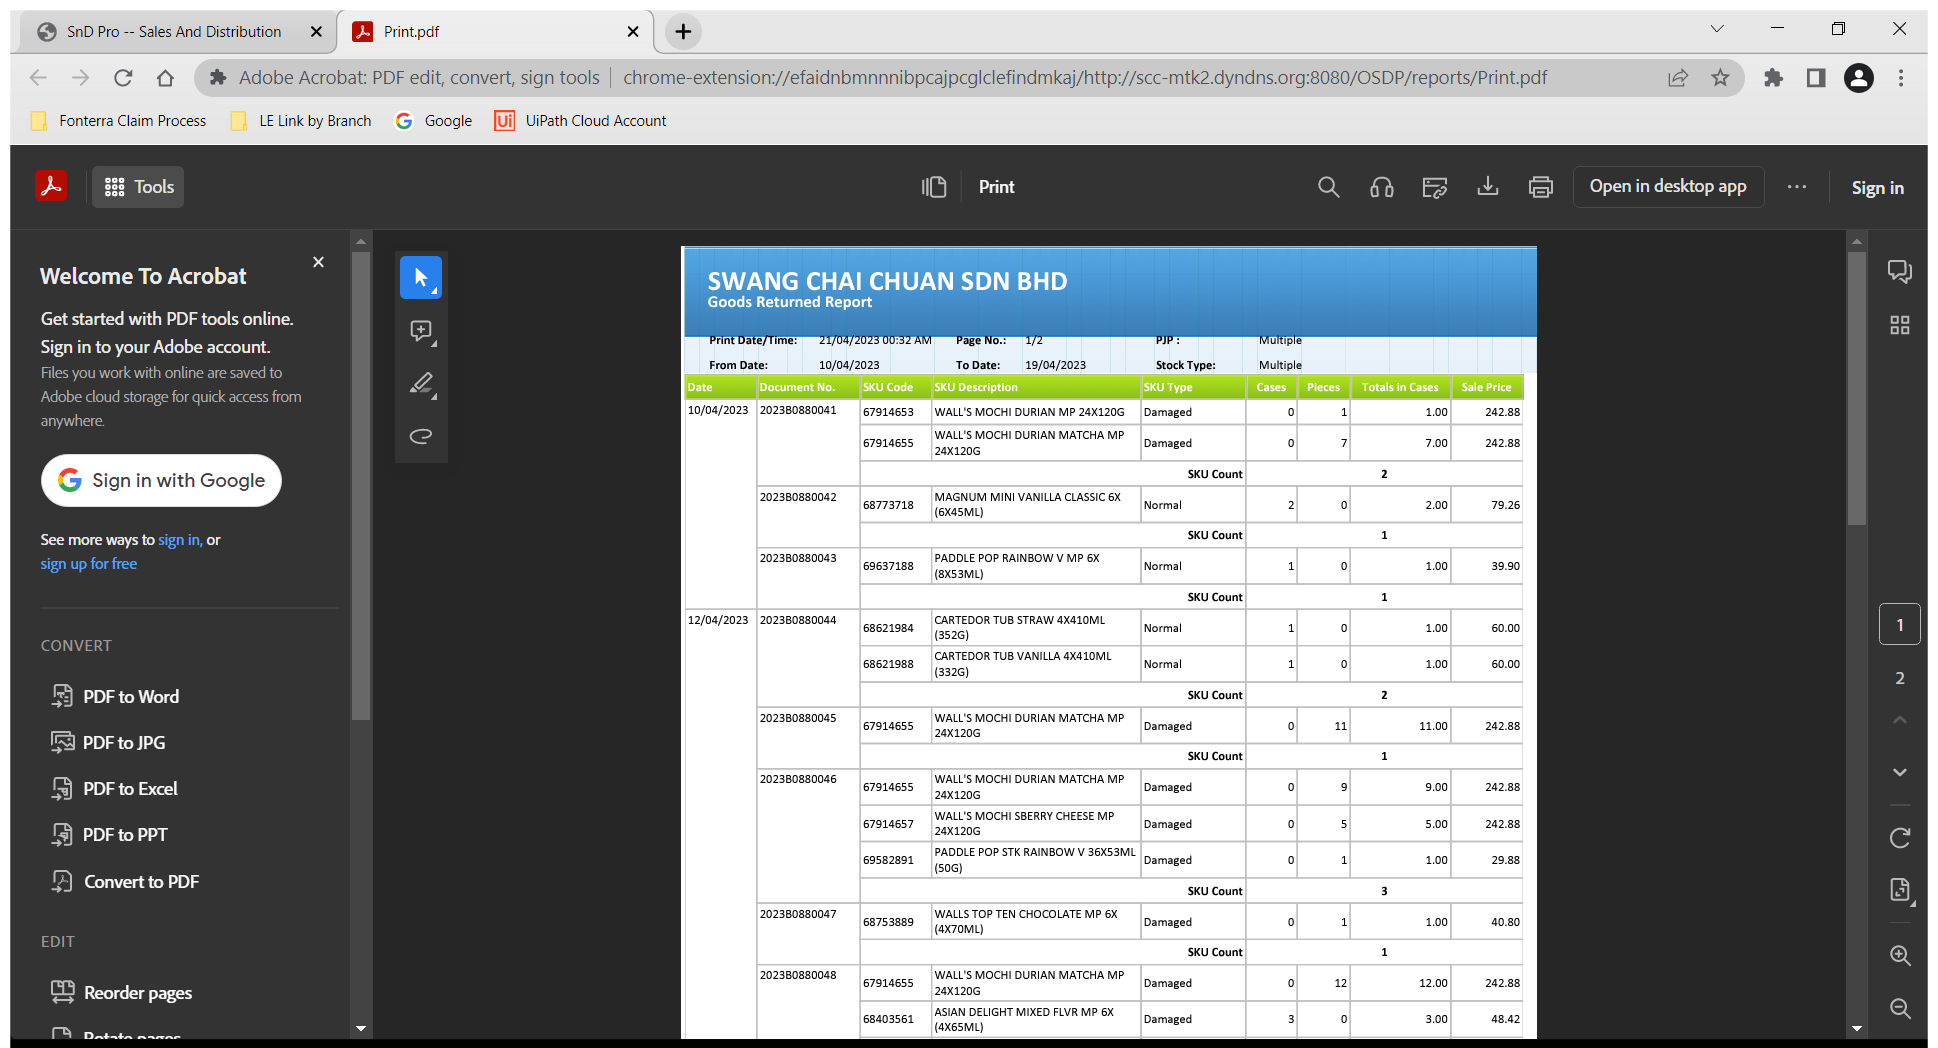 SnD Pro -- Sales And Distribution
Print.pdf
Adobe Acrobat: PDF edit, convert, sign tools
chrome-extension://efaidnbmnnnibpcajpcglclefindmkaj/http://scc-mtk2.dyndns.org:8080/OSDP/reports/Print.pdf
Fonterra Claim Process
LE Link by Branch
Google
UiPath Cloud Account
Tools
Print
Open in desktop app
Sign in
Welcome To Acrobat
Get started with PDF tools online.
Sign in to your Adobe account.
Files you work with online are saved to
Adobe cloud storage for quick access from
anywhere.
Sign in with Google
See more ways to sign in, or
sign up for free
CONVERT
PDF to Word
PDF to JPG
PDF to Excel
PDF to PPT
Convert to PDF
EDIT
Reorder pages
Rotate pages
SWANG CHAI CHUAN SDN BHD
Goods Returned Report
Print Date/Time: 21/04/2023 00:32 AM Page No.: 1/2 PJP : Multiple
From Date: 10/04/2023 To Date: 19/04/2023 Stock Type: Multiple
Date Document No. SKU Code SKU Description SKU Type Cases Pieces Totals in Cases Sale Price
10/04/2023 2023B0880041 67914653 WALL'S MOCHI DURIAN MP 24X120G Damaged 0 1 1.00 242.88
67914655 WALL'S MOCHI DURIAN MATCHA MP 24X120G Damaged 0 7 7.00 242.88
SKU Count 2
2023B0880042 68773718 MAGNUM MINI VANILLA CLASSIC 6X (6X45ML) Normal 2 0 2.00 79.26
SKU Count 1
2023B0880043 69637188 PADDLE POP RAINBOW V MP 6X (8X53ML) Normal 1 0 1.00 39.90
SKU Count 1
12/04/2023 2023B0880044 68621984 CARTEDOR TUB STRAW 4X410ML (352G) Normal 1 0 1.00 60.00
68621988 CARTEDOR TUB VANILLA 4X410ML (332G) Normal 1 0 1.00 60.00
SKU Count 2
2023B0880045 67914655 WALL'S MOCHI DURIAN MATCHA MP 24X120G Damaged 0 11 11.00 242.88
SKU Count 1
2023B0880046 67914655 WALL'S MOCHI DURIAN MATCHA MP 24X120G Damaged 0 9 9.00 242.88
67914657 WALL'S MOCHI SBERRY CHEESE MP 24X120G Damaged 0 5 5.00 242.88
69582891 PADDLE POP STK RAINBOW V 36X53ML (50G) Damaged 0 1 1.00 29.88
SKU Count 3
2023B0880047 68753889 WALLS TOP TEN CHOCOLATE MP 6X (4X70ML) Damaged 0 1 1.00 40.80
SKU Count 1
2023B0880048 67914655 WALL'S MOCHI DURIAN MATCHA MP 24X120G Damaged 0 12 12.00 242.88
68403561 ASIAN DELIGHT MIXED FLVR MP 6X (4X65ML) Damaged 3 0 3.00 48.42
1
2